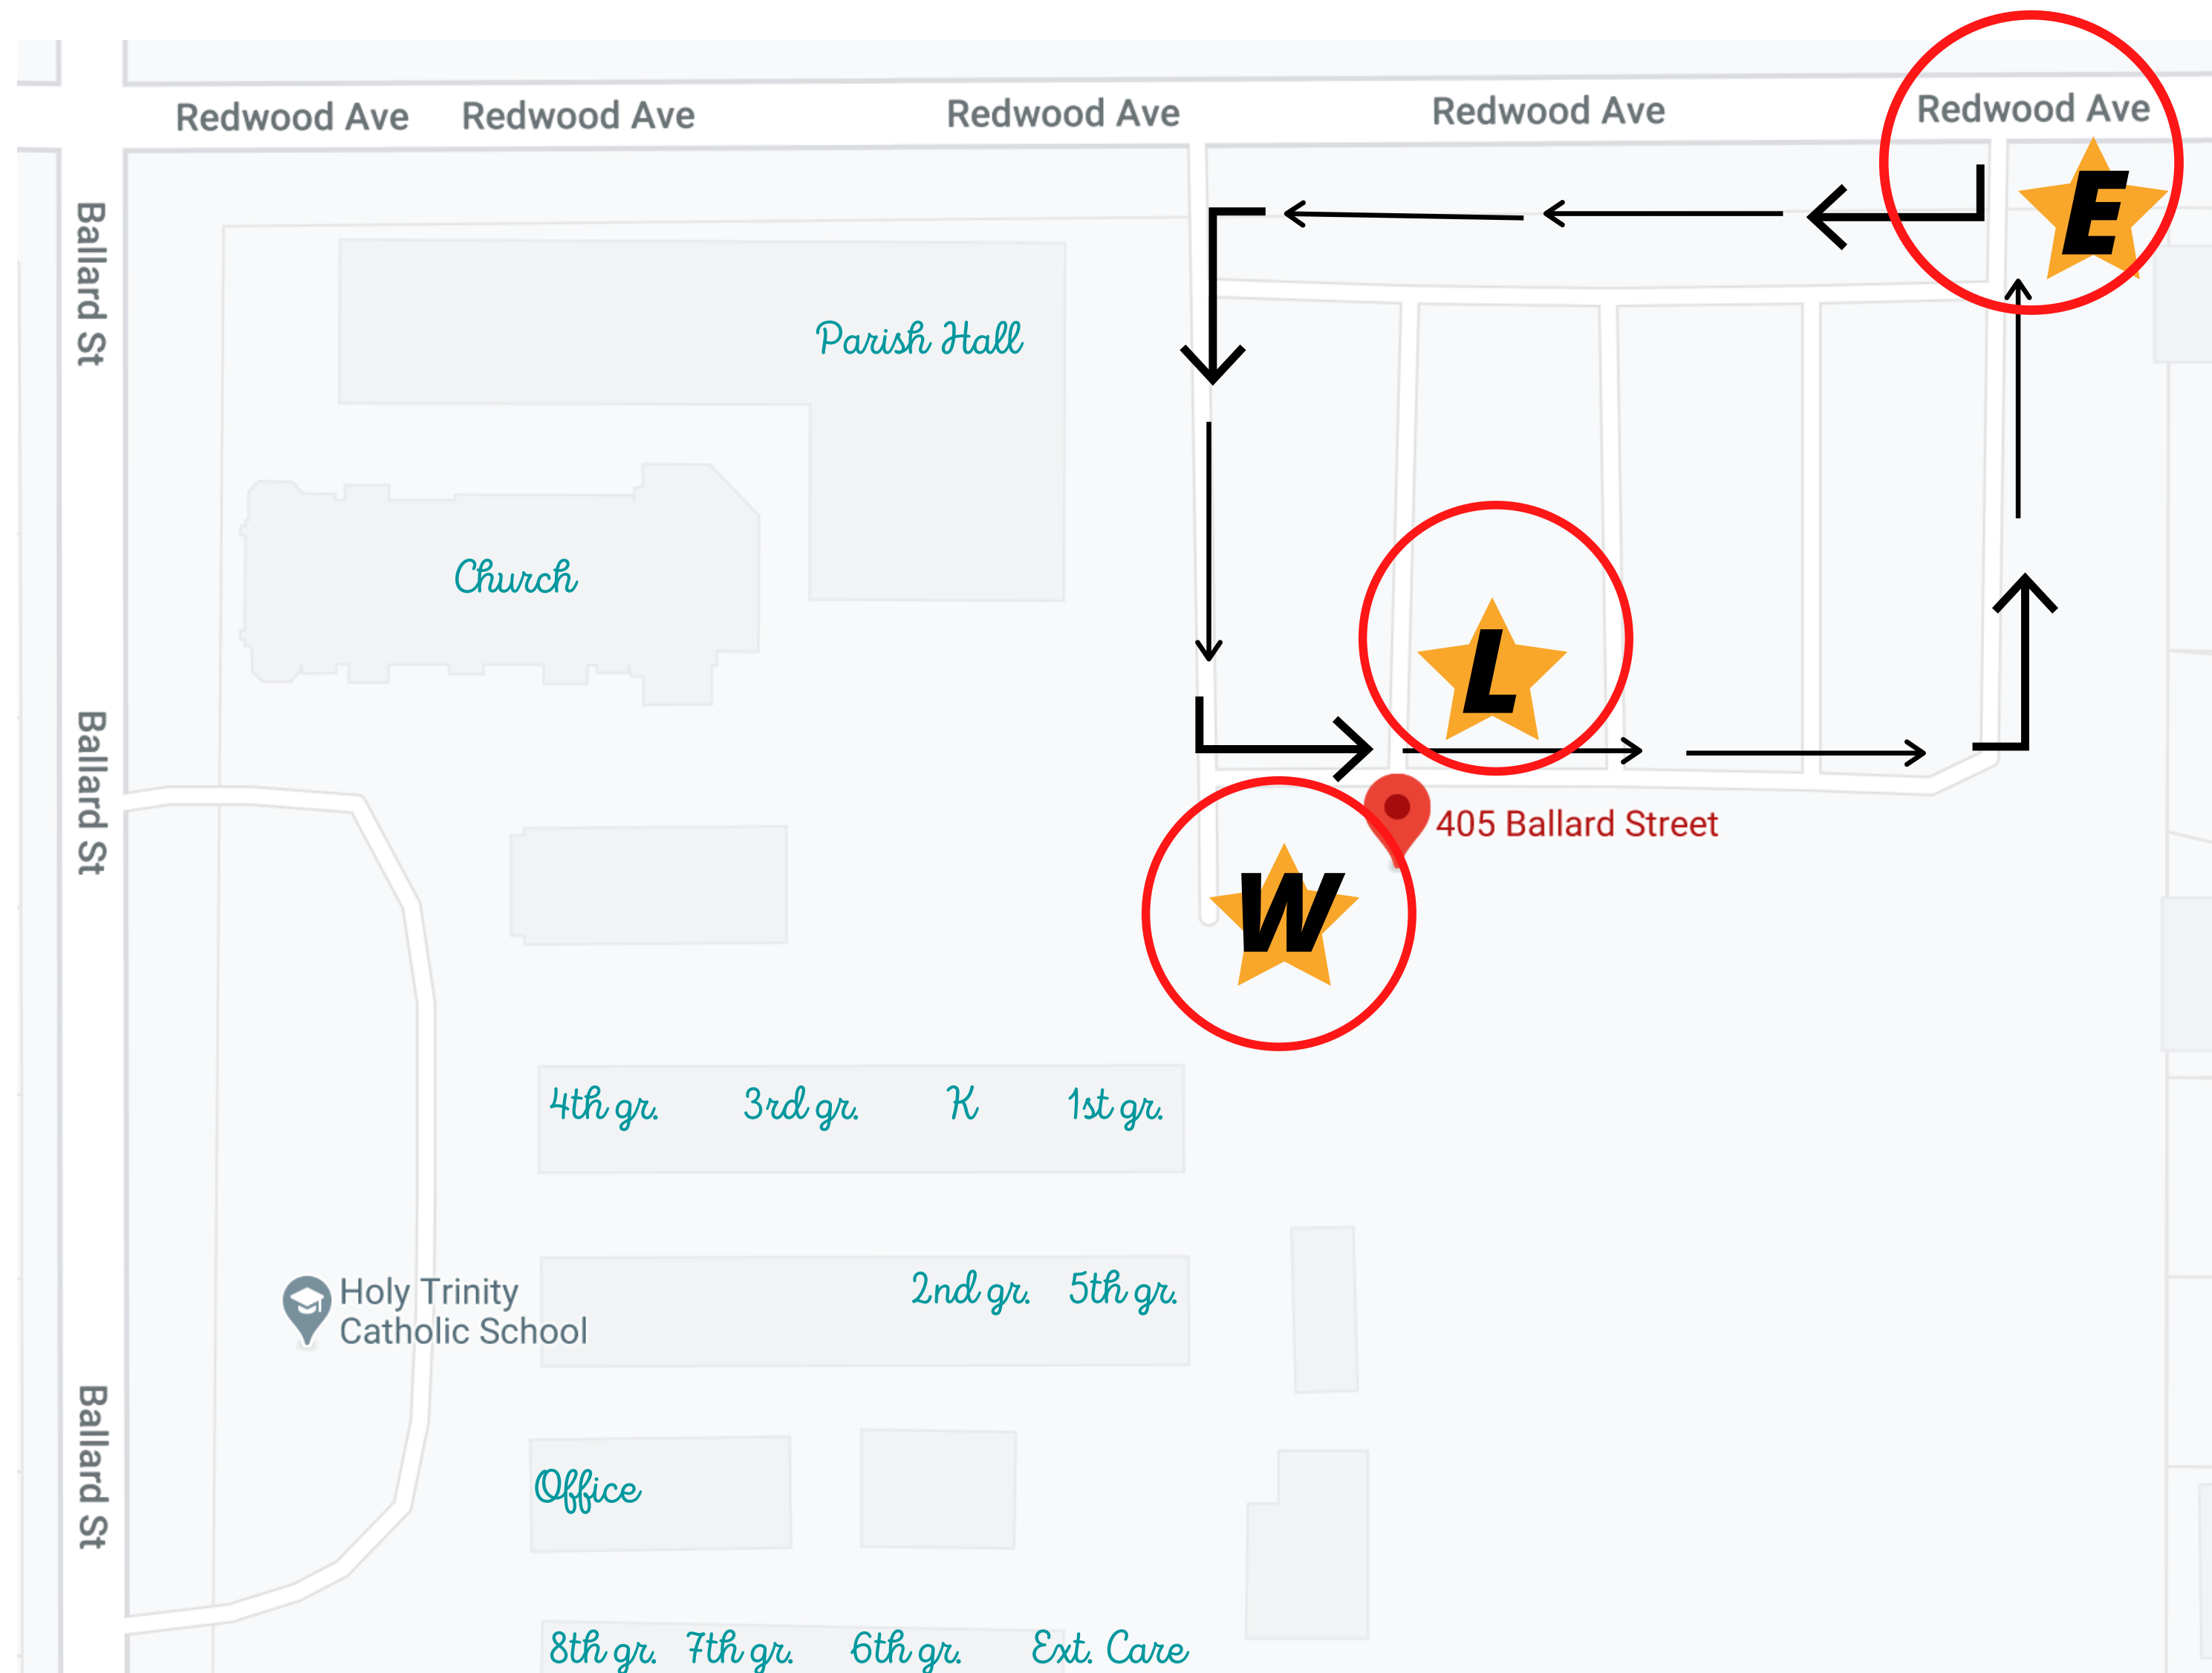 Redwood Ave
Redwood Ave
Redwood Ave
Redwood Ave
Redwood Ave
E
Ballard St
Parish Hall
Church
L
Ballard St
405 Ballard Street
W
4th gr.
3rd gr.
K
1st gr.
2nd gr.
5th gr.
Holy Trinity
Catholic School
Ballard St
Office
8th gr.
7th gr.
6th gr.
Ext. Care